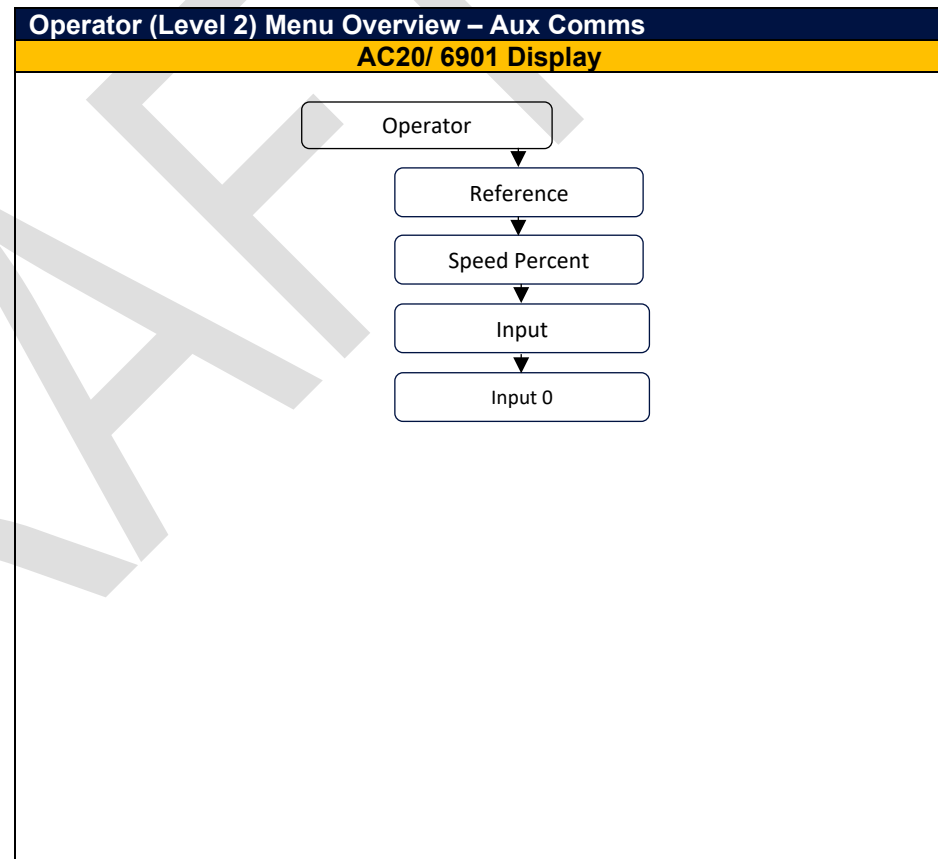 Operator (Level 2) Menu Overview – Aux Comms
AC20/ 6901 Display
Operator
Reference
Speed Percent
Input
Input 0